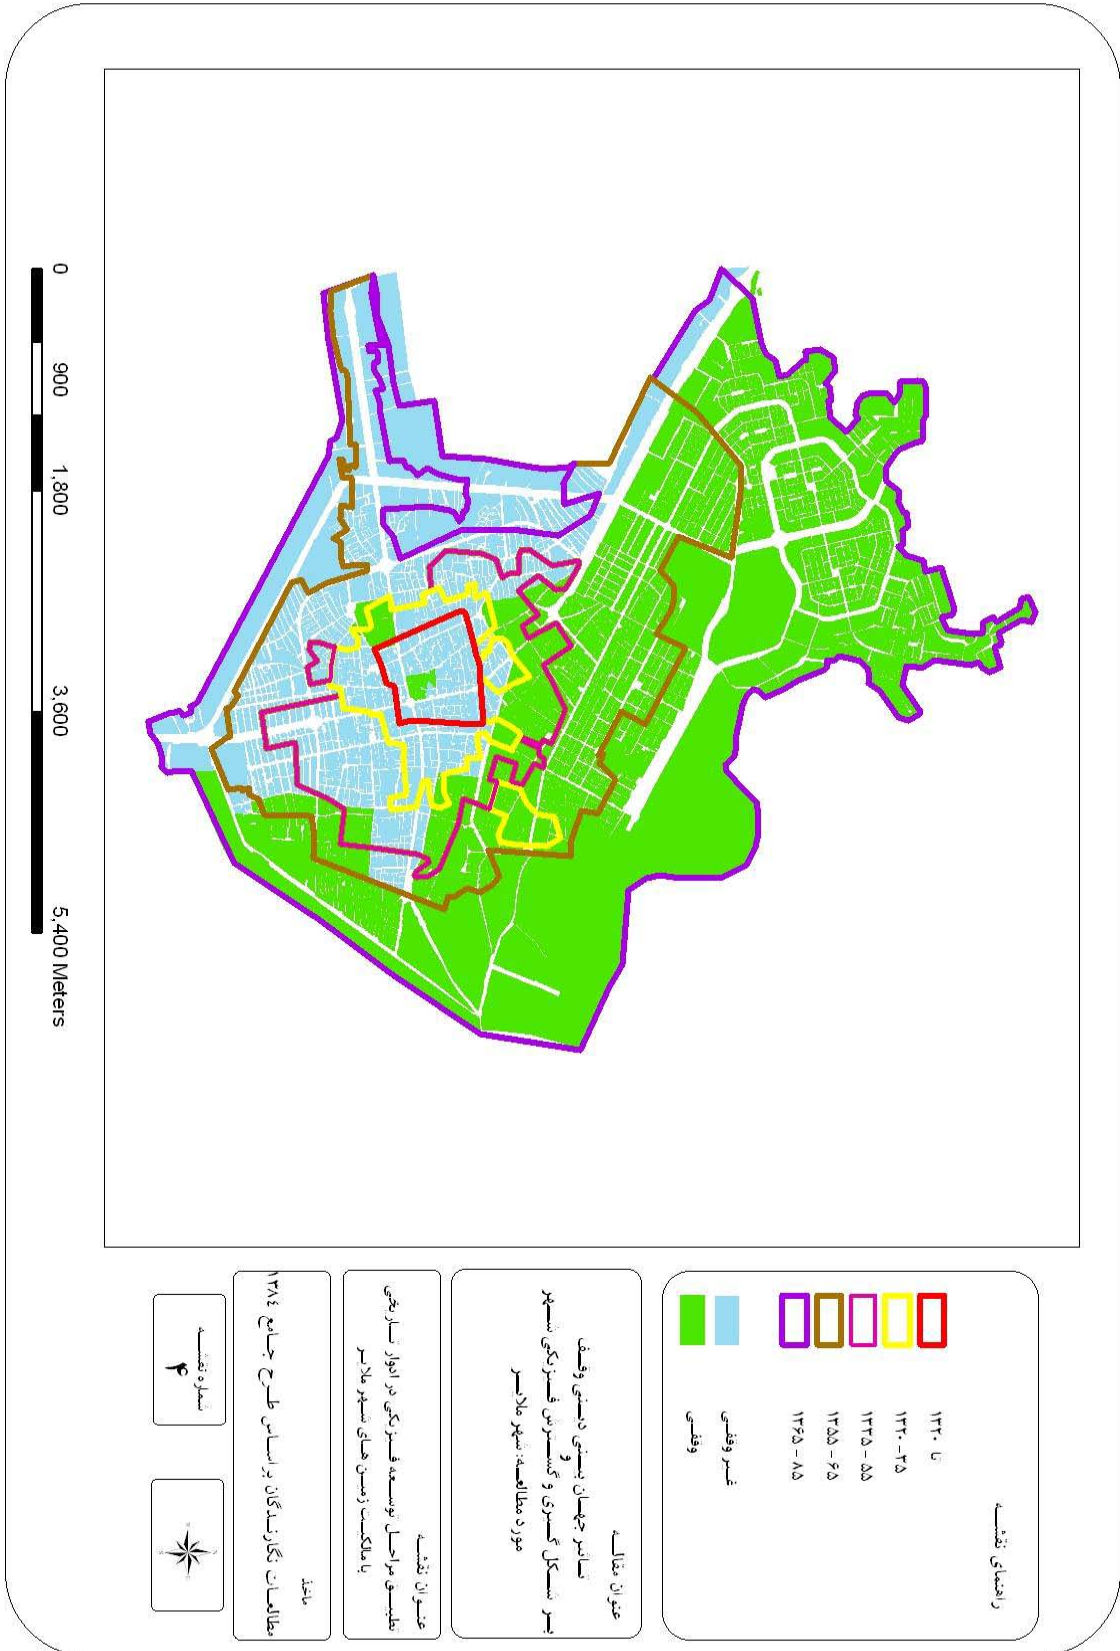 راهنمای نقشه
تا ۱۳۲۰
۱۳۲۰-۳۵
۱۳۳۵-۵۵
۱۳۵۵-۶۵
۱۳۶۵-۸۵
غیر وقفی
وقفی
عنوان مقاله
تاثیر جهان بینی دینی وقف
و
بر شکل گیری و گسترش فیزیکی شهر
مورد مطالعه: شهر ملایر
عنوان نقشه
تطبیق مراحل توسعه فیزیکی در ادوار تاریخی
با مالکیت زمین های شهر ملایر
ماخذ
مطالعات نگارندگان بر اساس طرح جامع ۱۳۸٤
شماره نقشه
۴
0 900 1,800 3,600 5,400 Meters